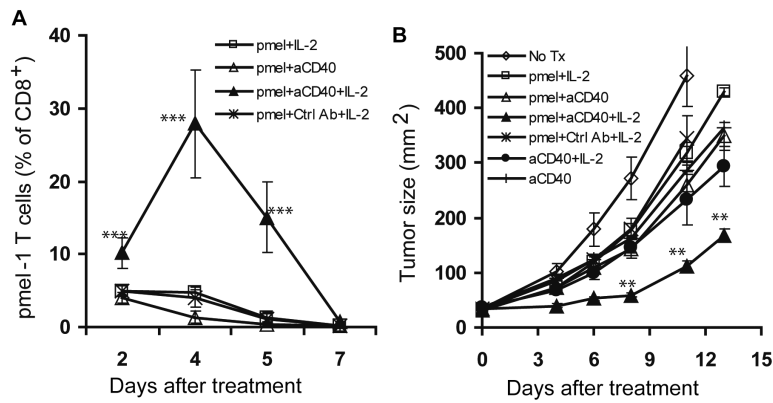 A
pmel-1 T cells (% of CD8+)
40
30
20
10
0
pmel+IL-2
pmel+aCD40
pmel+aCD40+IL-2
pmel+Ctrl Ab+IL-2
***
***
***
2 4 5 7
Days after treatment
B
Tumor size (mm2)
500
400
300
200
100
0
No Tx
pmel+IL-2
pmel+aCD40
pmel+aCD40+IL-2
pmel+Ctrl Ab+IL-2
aCD40+IL-2
aCD40
**
**
**
0 3 6 9 12 15
Days after treatment